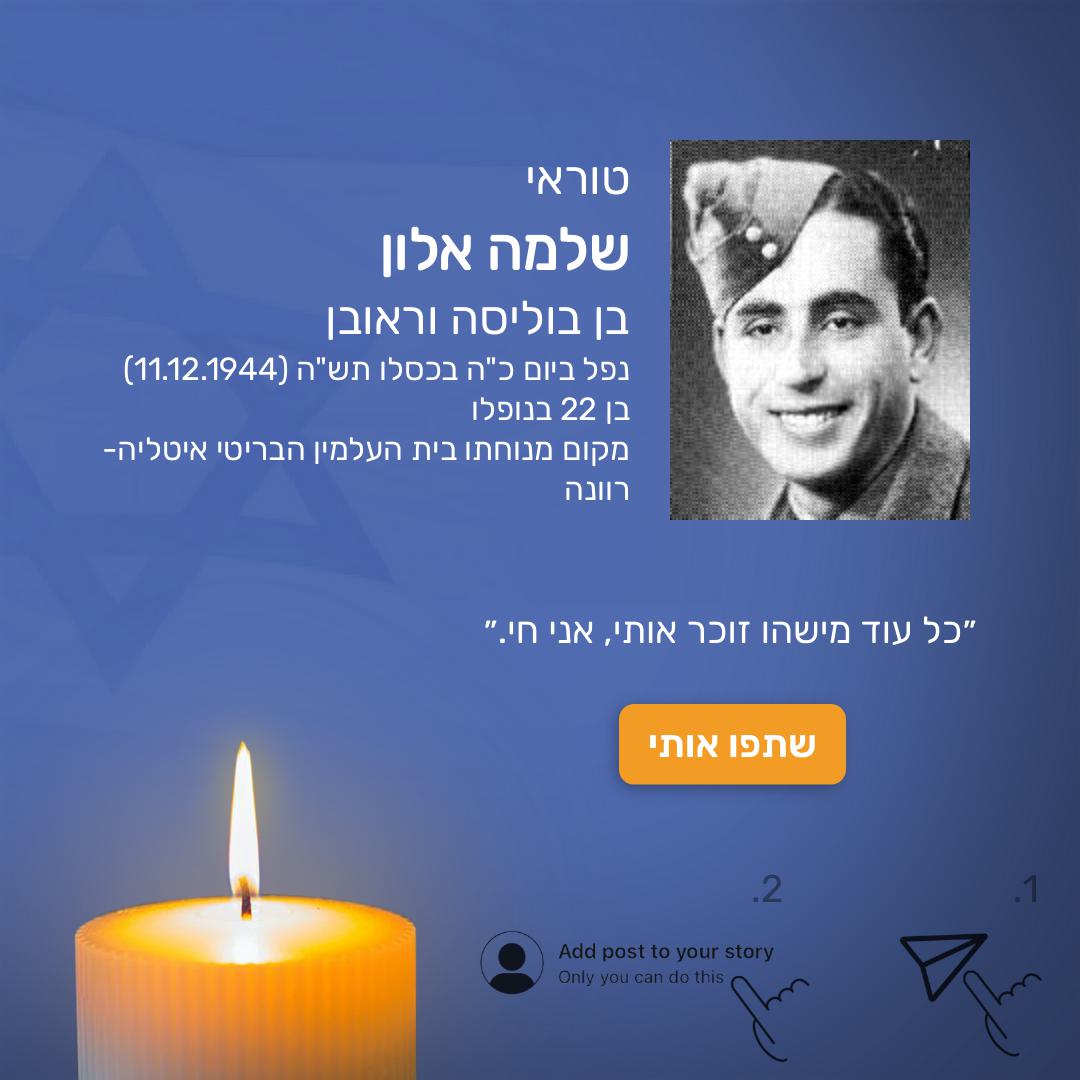 טוראי
שלמה אלון
בן בוליסה וראובן
נפל ביום כ"ה בכסלו תש"ה (11.12.1944)
בן 22 בנופלו
מקום מנוחתו בית העלמין הבריטי איטליה-
רוונה
״כל עוד מישהו זוכר אותי, אני חי.״
שתפו אותי
1.
2.
Add post to your story
Only you can do this